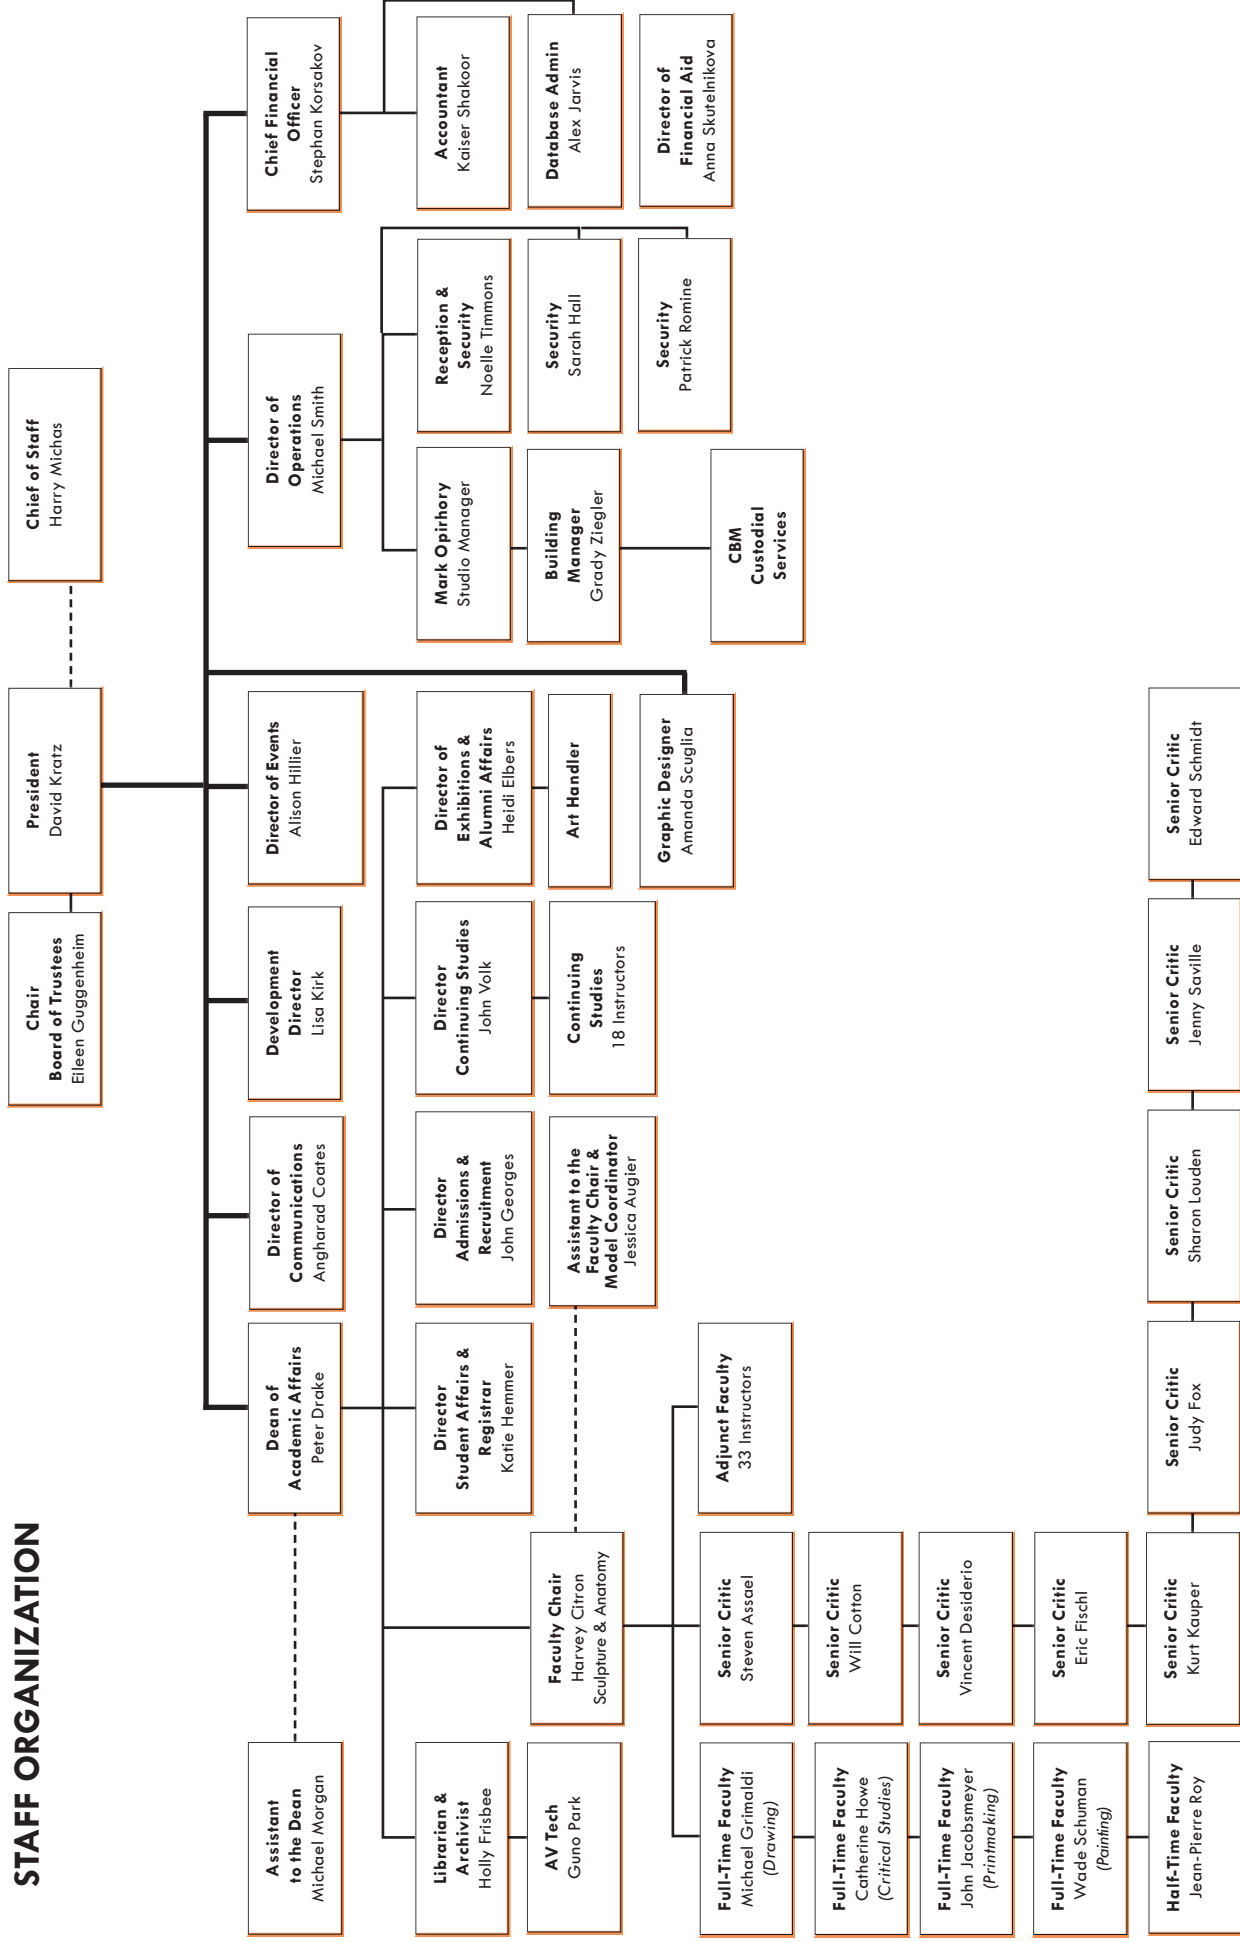 STAFF ORGANIZATION
Chair
Board of Trustees
Eileen Guggenheim
President
David Kratz
Chief of Staff
Harry Michas
Assistant
to the Dean
Michael Morgan
Dean of
Academic Affairs
Peter Drake
Director of
Communications
Angharad Coates
Development
Director
Lisa Kirk
Director of Events
Alison Hillier
Director of
Operations
Michael Smith
Chief Financial
Officer
Stephan Korsakov
Librarian &
Archivist
Holly Frisbee
Director
Student Affairs &
Registrar
Katie Hemmer
Director
Admissions &
Recruitment
John Georges
Director
Continuing Studies
John Volk
Director of
Exhibitions &
Alumni Affairs
Heidi Elbers
Mark Opirhory
Studio Manager
Reception &
Security
Noelle Timmons
Accountant
Kaiser Shakoor
AV Tech
Guno Park
Faculty Chair
Harvey Citron
Sculpture & Anatomy
Assistant to the
Faculty Chair &
Model Coordinator
Jessica Augier
Continuing
Studies
18 Instructors
Art Handler
Building
Manager
Grady Ziegler
Security
Sarah Hall
Database Admin
Alex Jarvis
Graphic Designer
Amanda Scuglia
Security
Patrick Romine
Director of
Financial Aid
Anna Skutelnikova
Full-Time Faculty
Michael Grimaldi
(Drawing)
Senior Critic
Steven Assael
Adjunct Faculty
33 Instructors
CBM
Custodial
Services
Full-Time Faculty
Catherine Howe
(Critical Studies)
Senior Critic
Will Cotton
Full-Time Faculty
John Jacobsmeyer
(Printmaking)
Senior Critic
Vincent Desiderio
Full-Time Faculty
Wade Schuman
(Painting)
Senior Critic
Eric Fischl
Half-Time Faculty
Jean-Pierre Roy
Senior Critic
Kurt Kauper
Senior Critic
Judy Fox
Senior Critic
Sharon Louden
Senior Critic
Jenny Saville
Senior Critic
Edward Schmidt